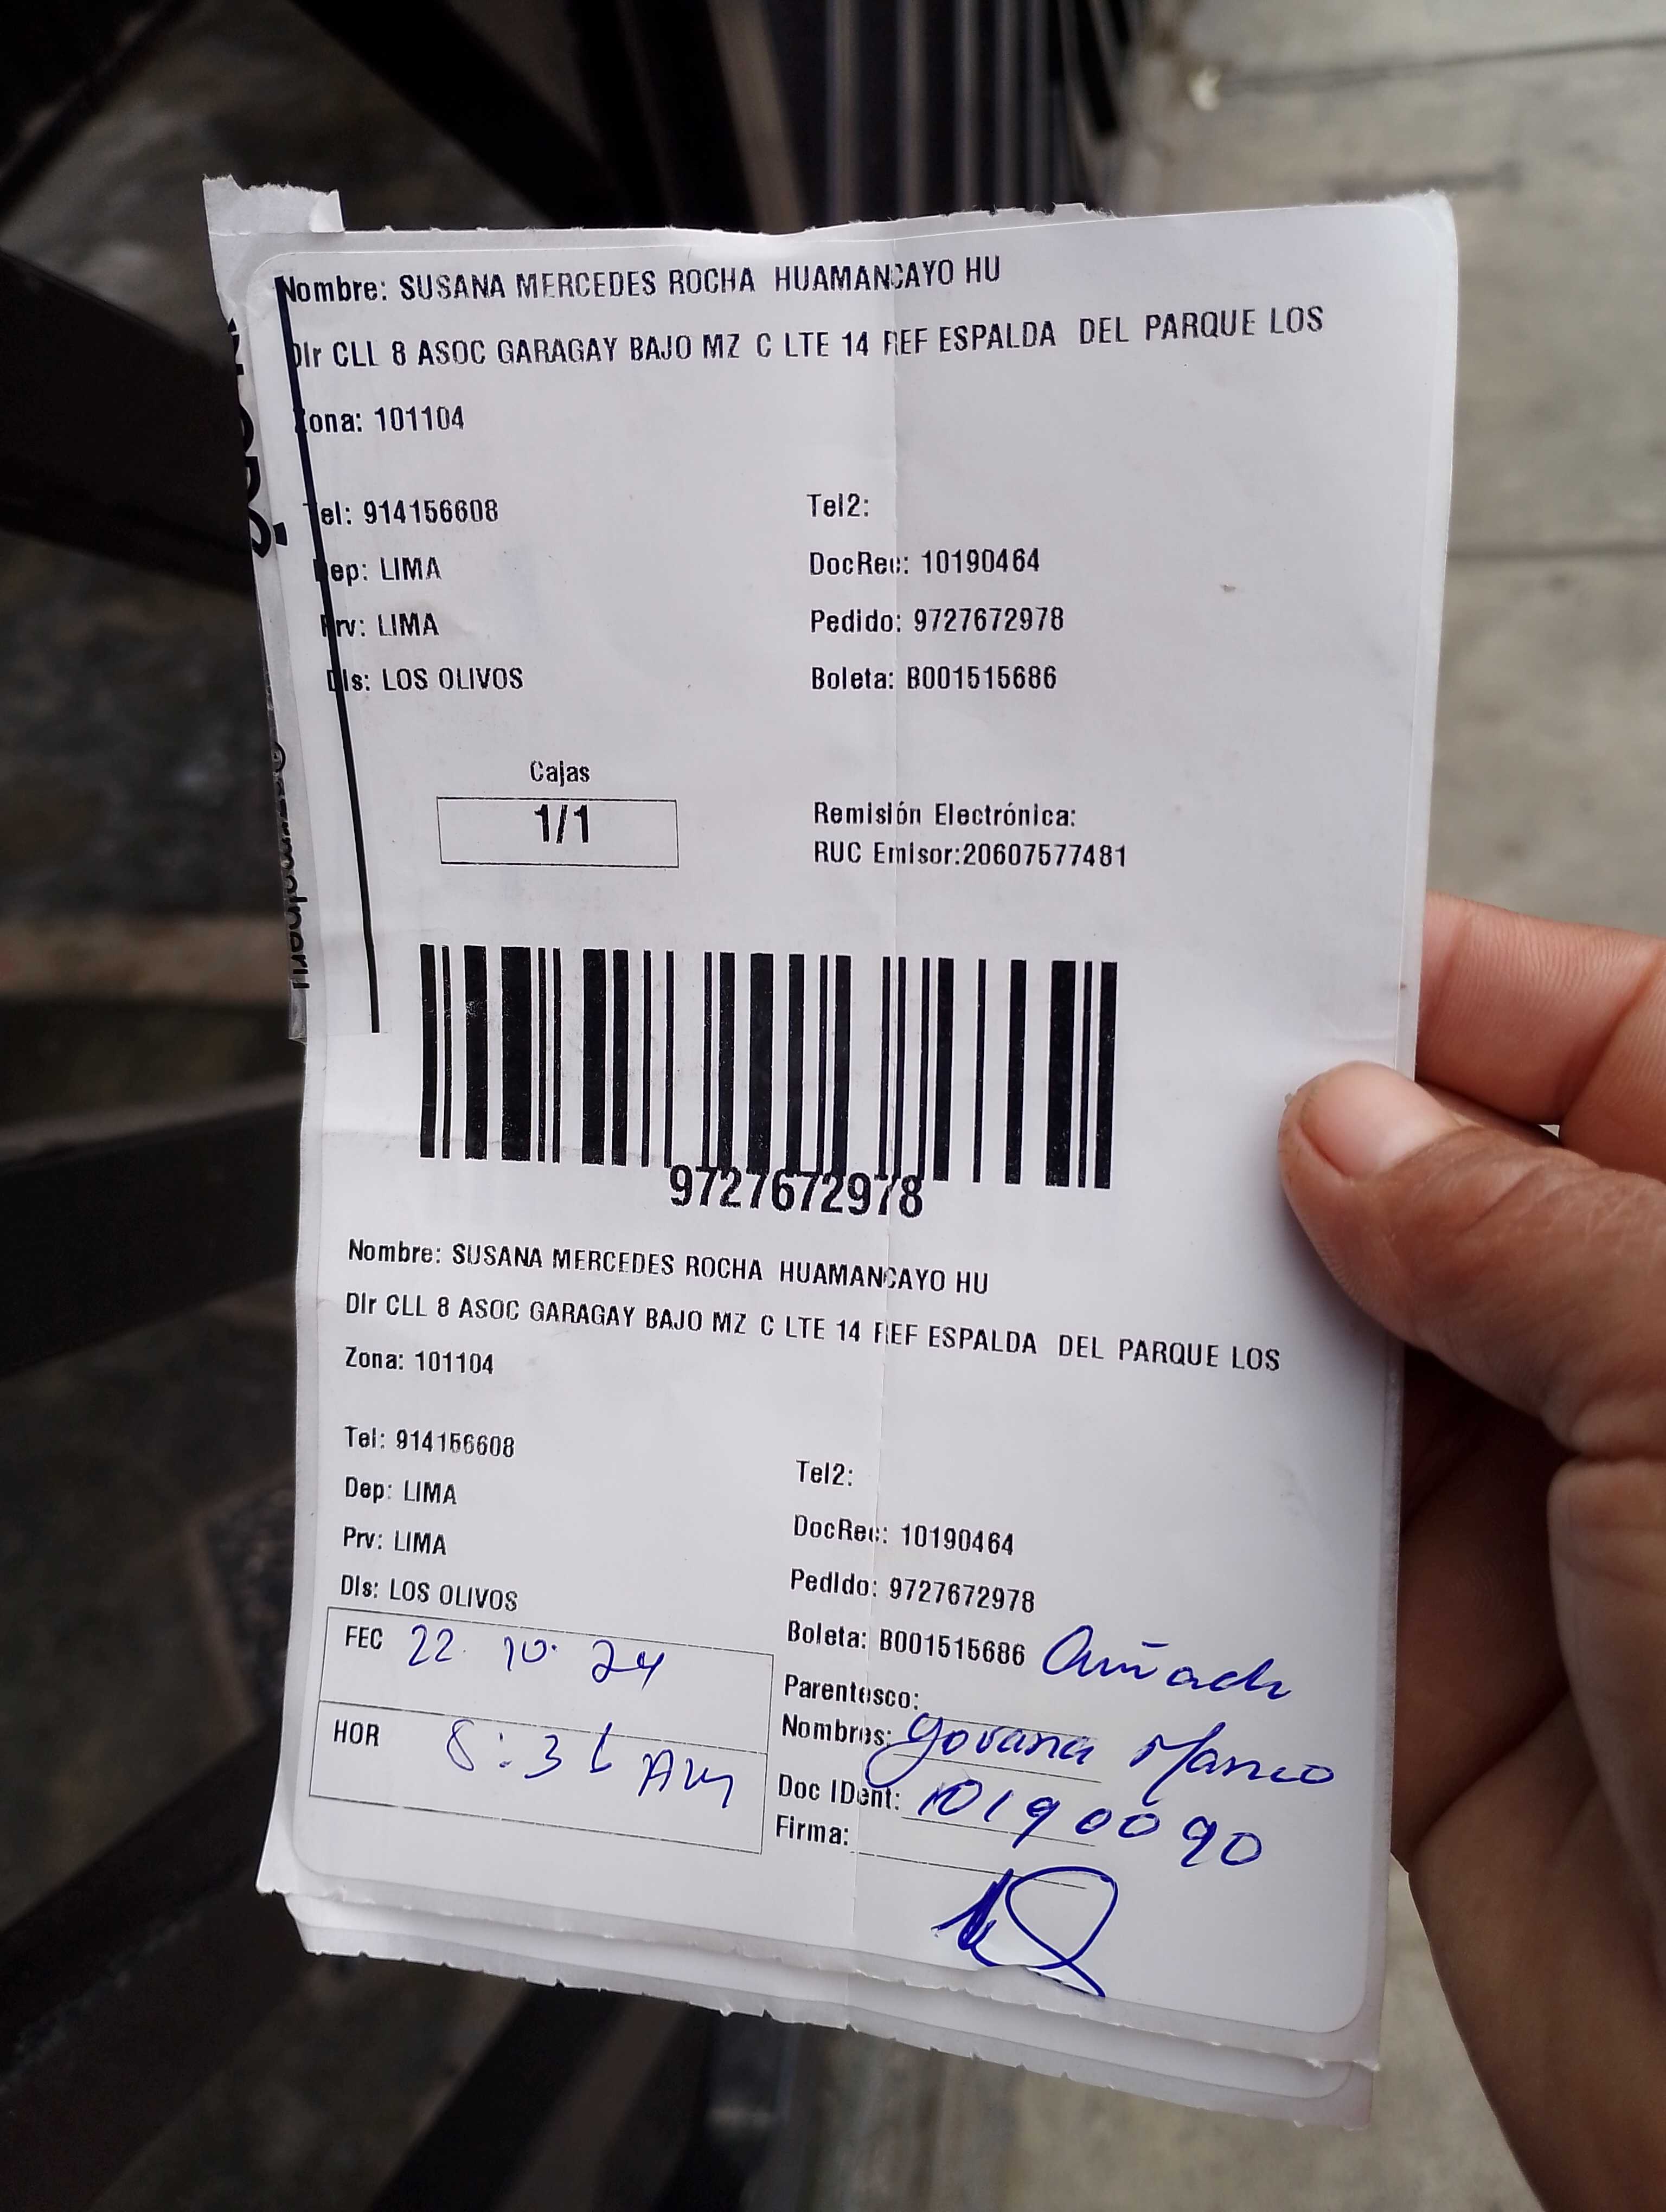 Nombre: SUSANA MERCEDES ROCHA HUAMANCAYO HU
Dir CLL 8 ASOC GARAGAY BAJO MZ C LTE 14 REF ESPALDA DEL PARQUE LOS
Zona: 101104
Tel: 914156608
Tel2:
Dep: LIMA
DocRec: 10190464
Prv: LIMA
Pedido: 9727672978
Dis: LOS OLIVOS
Boleta: B001515686
Cajas
1/1
Remisión Electrónica:
RUC Emisor:20607577481
9727672978
Nombre: SUSANA MERCEDES ROCHA HUAMANCAYO HU
Dir CLL 8 ASOC GARAGAY BAJO MZ C LTE 14 REF ESPALDA DEL PARQUE LOS
Zona: 101104
Tel: 914156608
Tel2:
Dep: LIMA
DocRec: 10190464
Prv: LIMA
Pedido: 9727672978
Dis: LOS OLIVOS
Boleta: B001515686
FEC 22 10 24
Parentesco: Cuñada
Nombres: Yovana Manco
HOR
Doc IDent: 10190090
Firma: